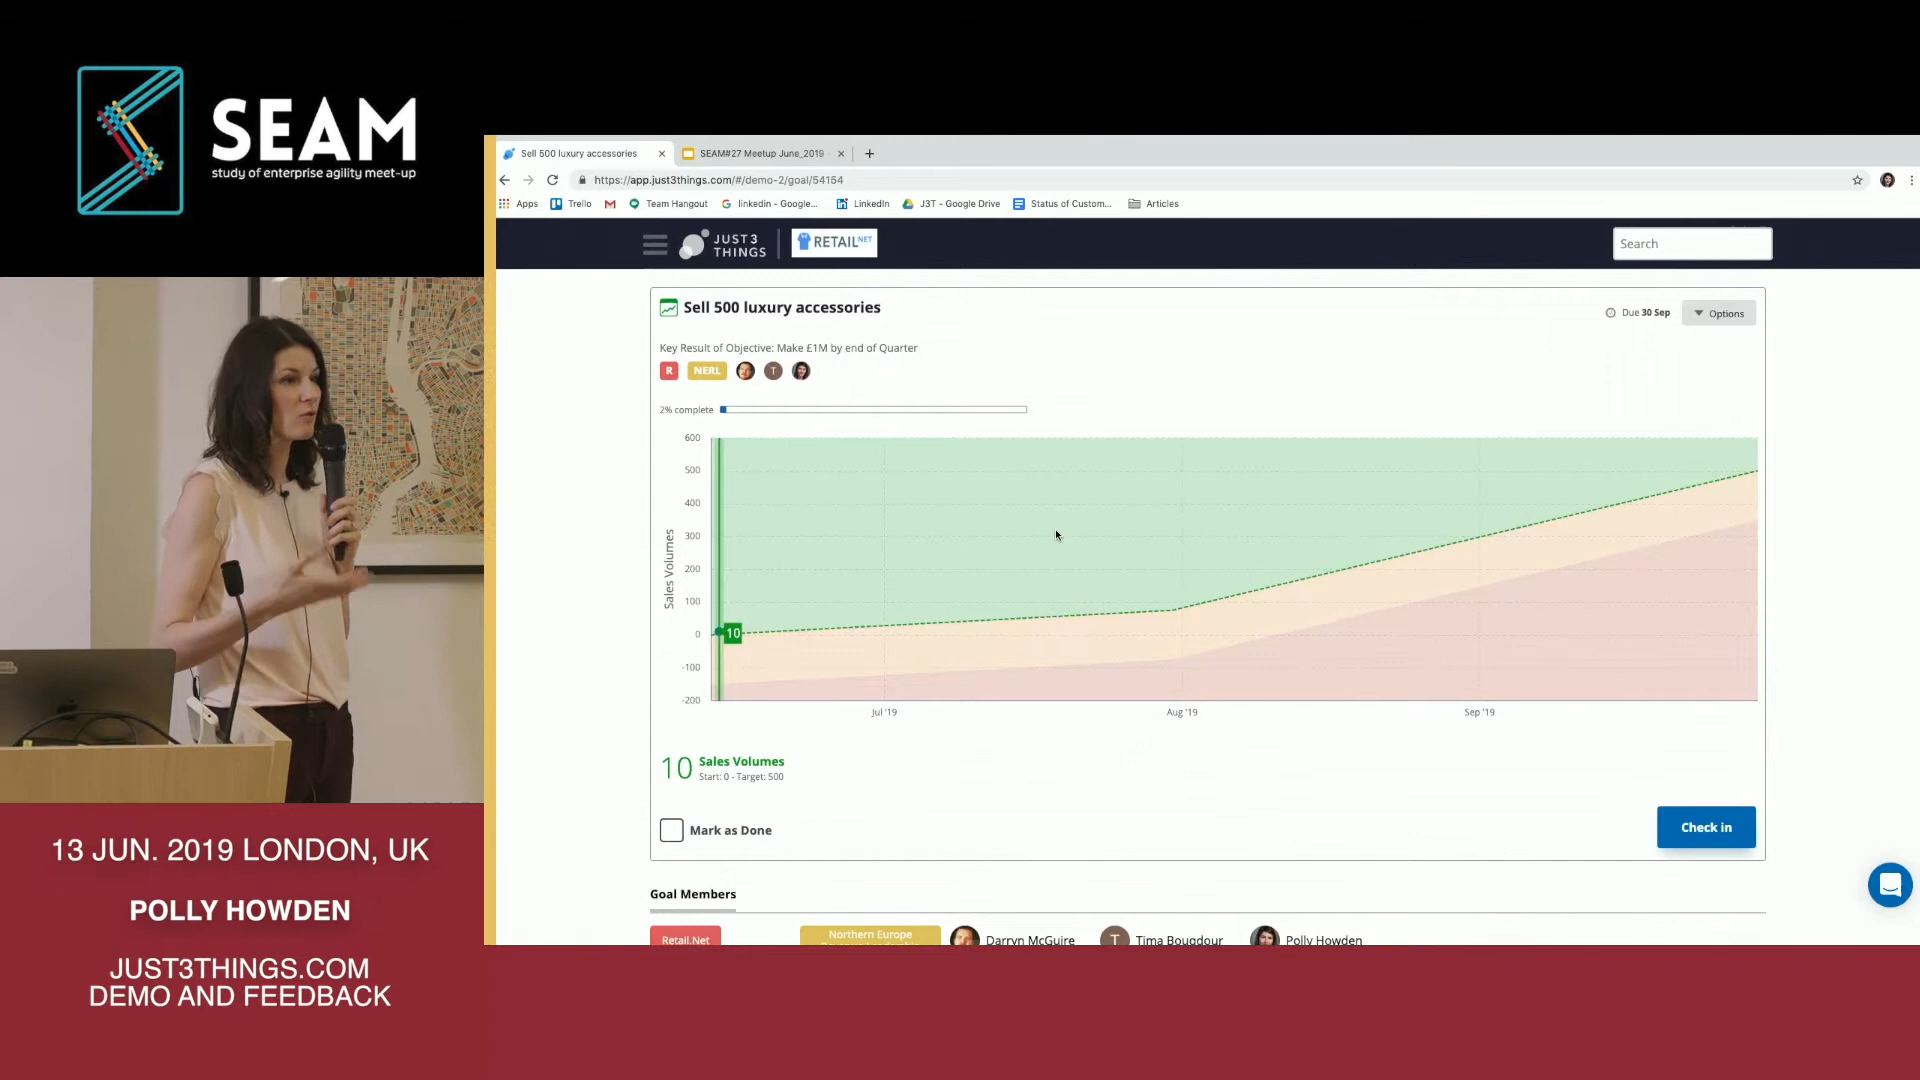 SEAM
study of enterprise agility meet-up
Sell 500 luxury accessories
SEAM#27 Meetup June_2019
https://app.just3things.com/#/demo-2/goal/54154
Apps
Trello
Team Hangout
linkedin - Google...
LinkedIn
J3T - Google Drive
Status of Custom...
Articles
JUST3
THINGS
RETAILNET
Search
Sell 500 luxury accessories
Due 30 Sep
Options
Key Result of Objective: Make £1M by end of Quarter
R
NERL
T
2% complete
600
500
400
300
200
100
0
-100
-200
Sales Volumes
10
Jul '19
Aug '19
Sep '19
10
Sales Volumes
Start: 0 - Target: 500
Mark as Done
Check in
Goal Members
Retail.Net
Northern Europe
T
Darryn McGuire
Tima Bougdour
Polly Howden
13 JUN. 2019 LONDON, UK
POLLY HOWDEN
JUST3THINGS.COM
DEMO AND FEEDBACK